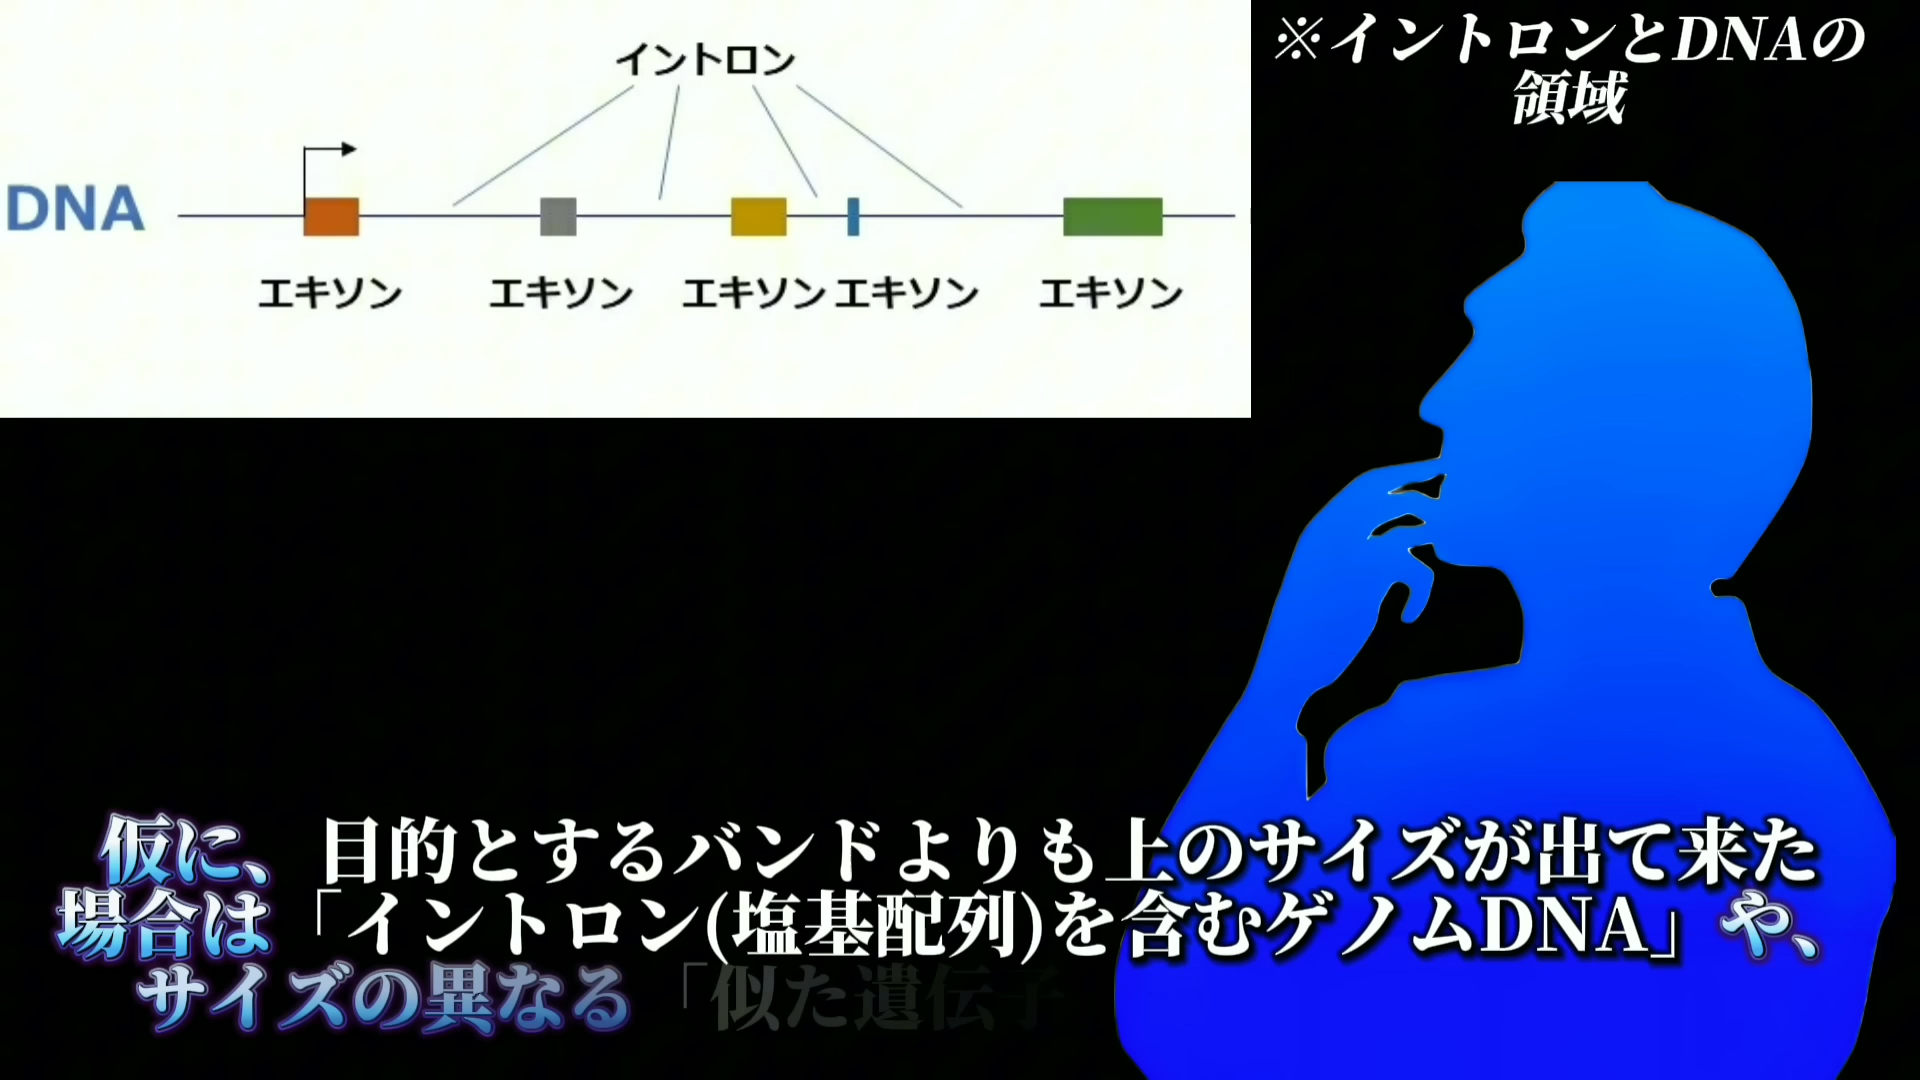 イントロン
※イントロンとDNAの
領域
DNA
エキソン エキソン エキソン エキソン エキソン
仮に、目的とするバンドよりも上のサイズが出て来た
場合は「イントロン(塩基配列)を含むゲノムDNA」や、
サイズの異なる「似た遺伝子